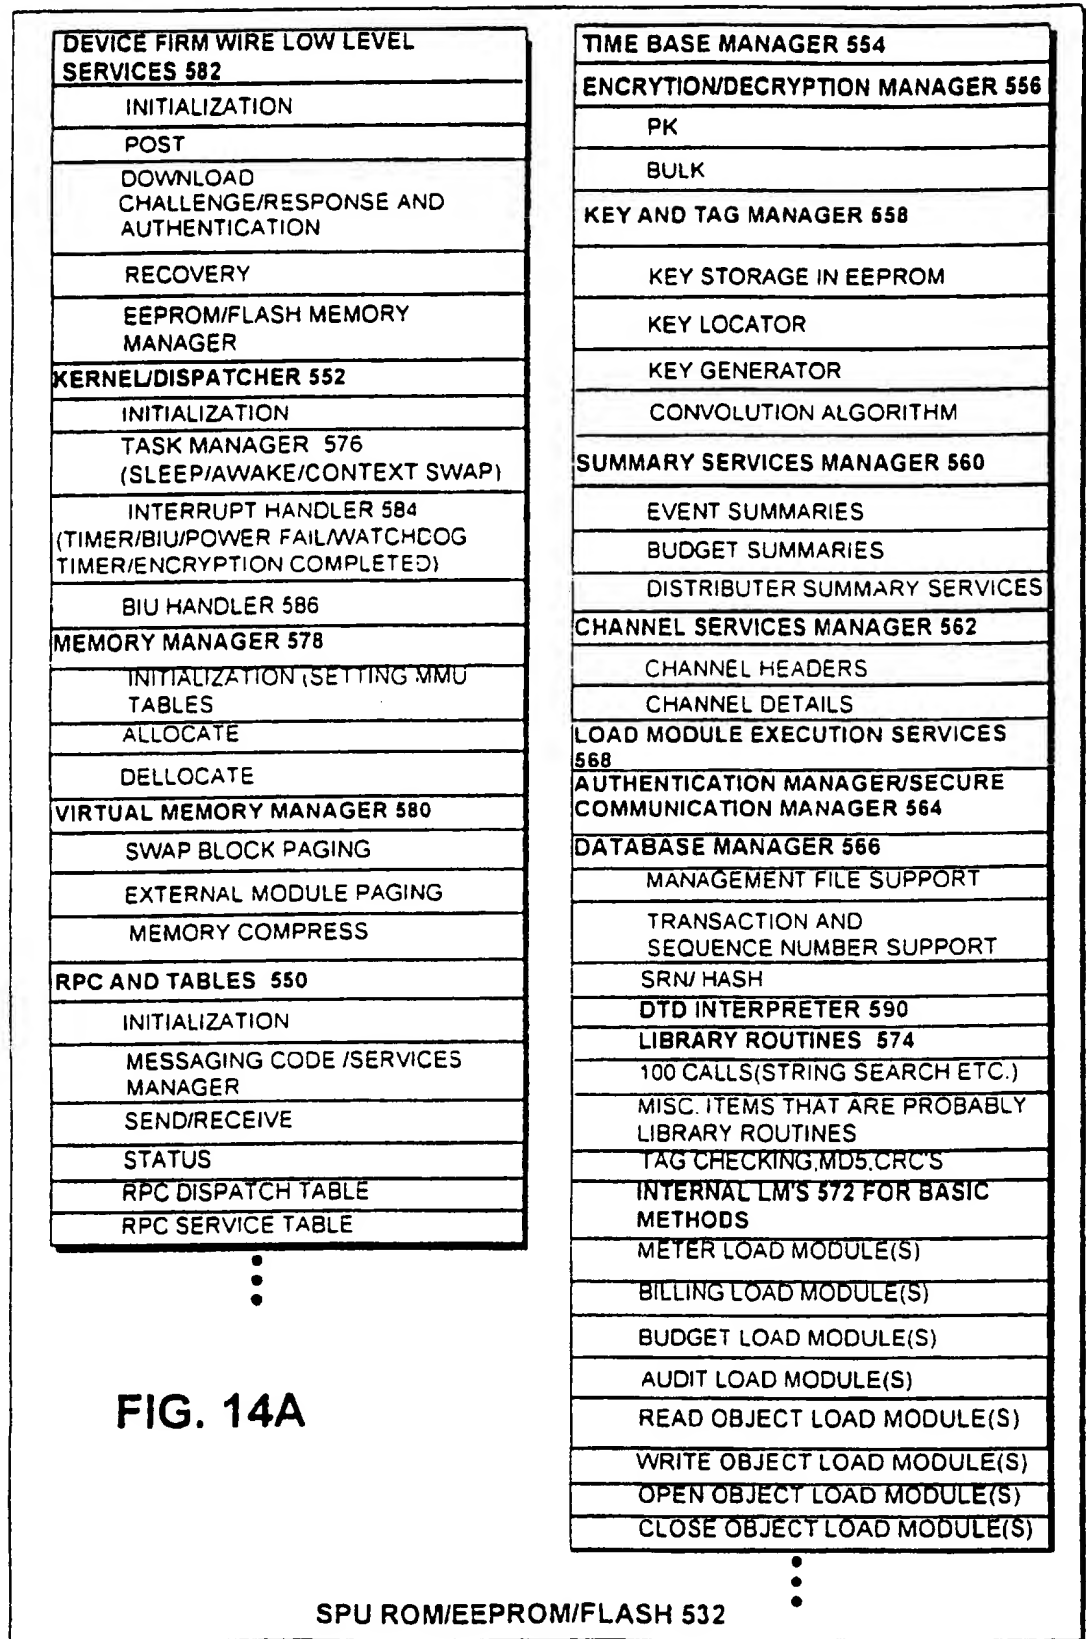 DEVICE FIRM WIRE LOW LEVEL
SERVICES 582
INITIALIZATION
POST
DOWNLOAD
CHALLENGE/RESPONSE AND
AUTHENTICATION
RECOVERY
EEPROM/FLASH MEMORY
MANAGER
KERNEL/DISPATCHER 552
INITIALIZATION
TASK MANAGER 576
(SLEEP/AWAKE/CONTEXT SWAP)
INTERRUPT HANDLER 584
(TIMER/BIU/POWER FAIL/WATCHDOG
TIMER/ENCRYPTION COMPLETED)
BIU HANDLER 586
MEMORY MANAGER 578
INITIALIZATION (SETTING MMU
TABLES
ALLOCATE
DELLOCATE
VIRTUAL MEMORY MANAGER 580
SWAP BLOCK PAGING
EXTERNAL MODULE PAGING
MEMORY COMPRESS
RPC AND TABLES 550
INITIALIZATION
MESSAGING CODE /SERVICES
MANAGER
SEND/RECEIVE
STATUS
RPC DISPATCH TABLE
RPC SERVICE TABLE
TIME BASE MANAGER 554
ENCRYTION/DECRYPTION MANAGER 556
PK
BULK
KEY AND TAG MANAGER 558
KEY STORAGE IN EEPROM
KEY LOCATOR
KEY GENERATOR
CONVOLUTION ALGORITHM
SUMMARY SERVICES MANAGER 560
EVENT SUMMARIES
BUDGET SUMMARIES
DISTRIBUTER SUMMARY SERVICES
CHANNEL SERVICES MANAGER 562
CHANNEL HEADERS
CHANNEL DETAILS
LOAD MODULE EXECUTION SERVICES
568
AUTHENTICATION MANAGER/SECURE
COMMUNICATION MANAGER 564
DATABASE MANAGER 566
MANAGEMENT FILE SUPPORT
TRANSACTION AND
SEQUENCE NUMBER SUPPORT
SRN/ HASH
DTD INTERPRETER 590
LIBRARY ROUTINES 574
100 CALLS(STRING SEARCH ETC.)
MISC. ITEMS THAT ARE PROBABLY
LIBRARY ROUTINES
TAG CHECKING,MD5,CRC'S
INTERNAL LM'S 572 FOR BASIC
METHODS
METER LOAD MODULE(S)
BILLING LOAD MODULE(S)
BUDGET LOAD MODULE(S)
AUDIT LOAD MODULE(S)
READ OBJECT LOAD MODULE(S)
WRITE OBJECT LOAD MODULE(S)
OPEN OBJECT LOAD MODULE(S)
CLOSE OBJECT LOAD MODULE(S)
FIG. 14A
SPU ROM/EEPROM/FLASH 532